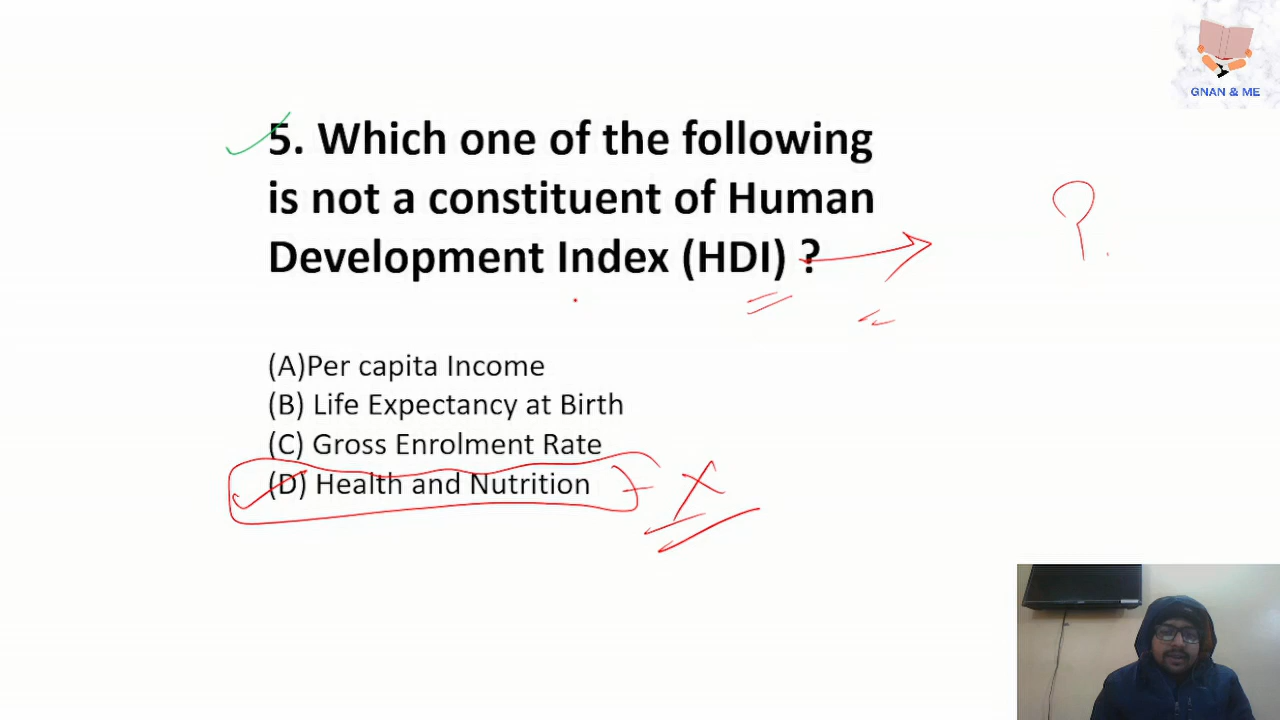 GNAN & ME
5. Which one of the following
is not a constituent of Human
Development Index (HDI) ?
?
(A)Per capita Income
(B) Life Expectancy at Birth
(C) Gross Enrolment Rate
(D) Health and Nutrition